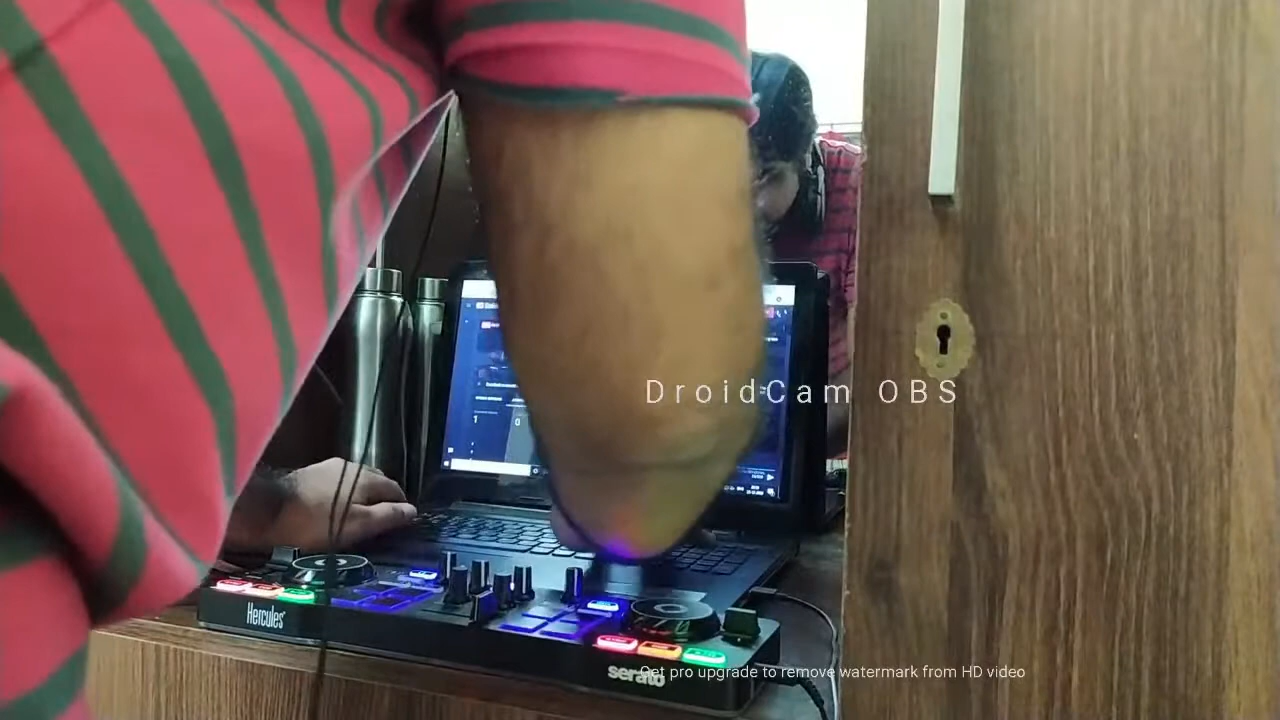 DroidCam OBS
Hercules
serato
Get pro upgrade to remove watermark from HD video